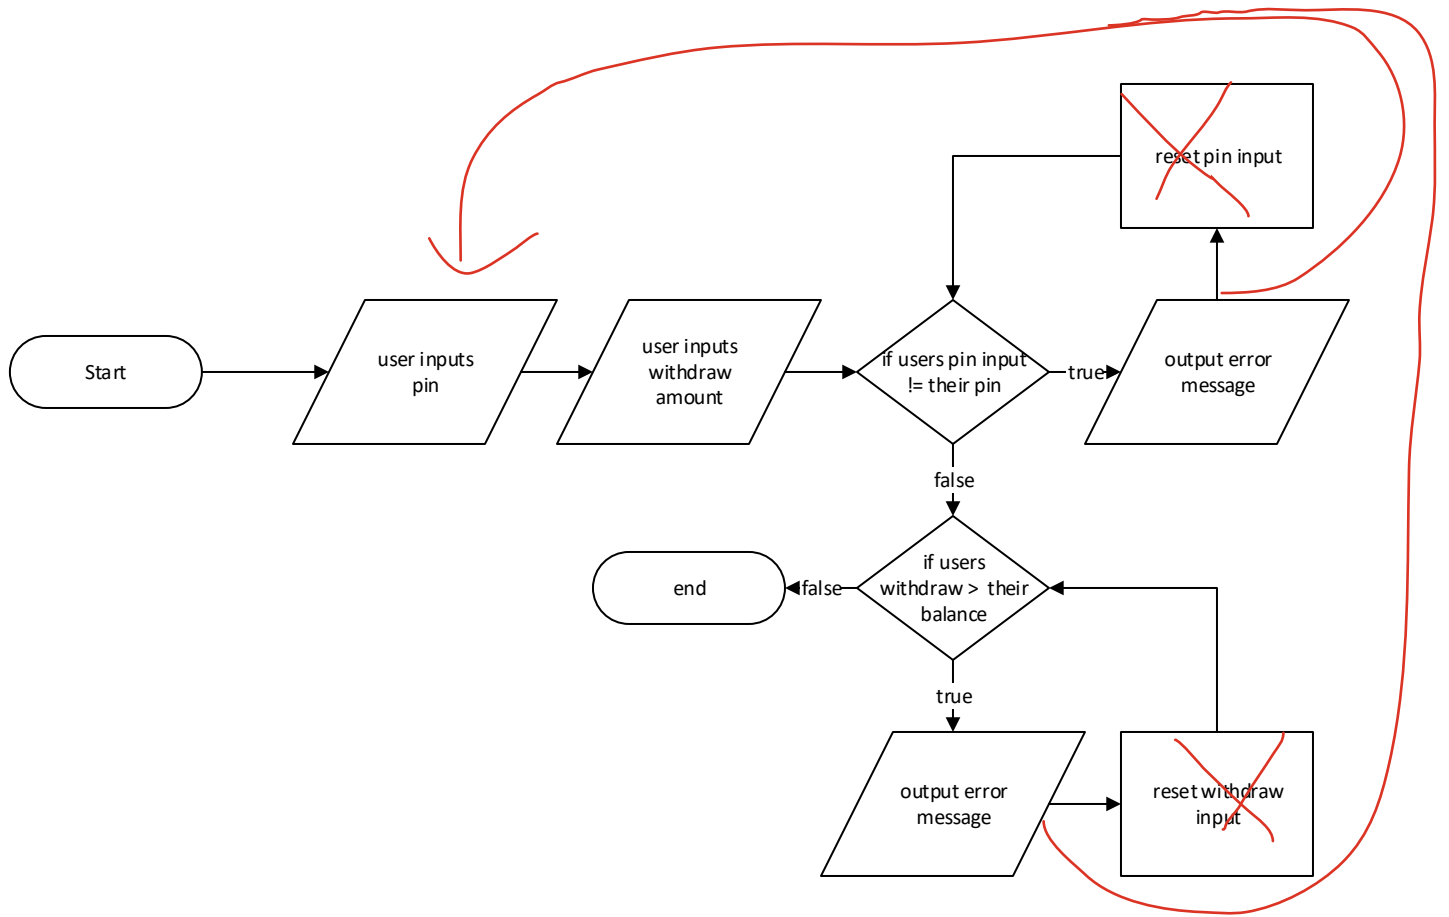 reset pin input
Start
user inputs
pin
user inputs
withdraw
amount
if users pin input
!= their pin
true
output error
message
false
if users
withdraw > their
balance
false
end
true
output error
message
reset withdraw
input